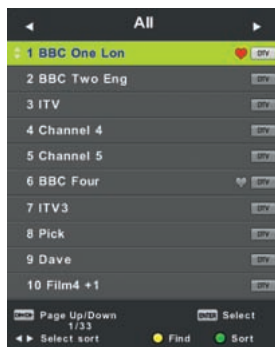 All
1 BBC One Lon DTV
2 BBC Two Eng DTV
3 ITV DTV
4 Channel 4 DTV
5 Channel 5 DTV
6 BBC Four DTV
7 ITV3 DTV
8 Pick DTV
9 Dave DTV
10 Film4 +1 DTV
Page Up/Down ENTER Select
1/33
Select sort Find Sort